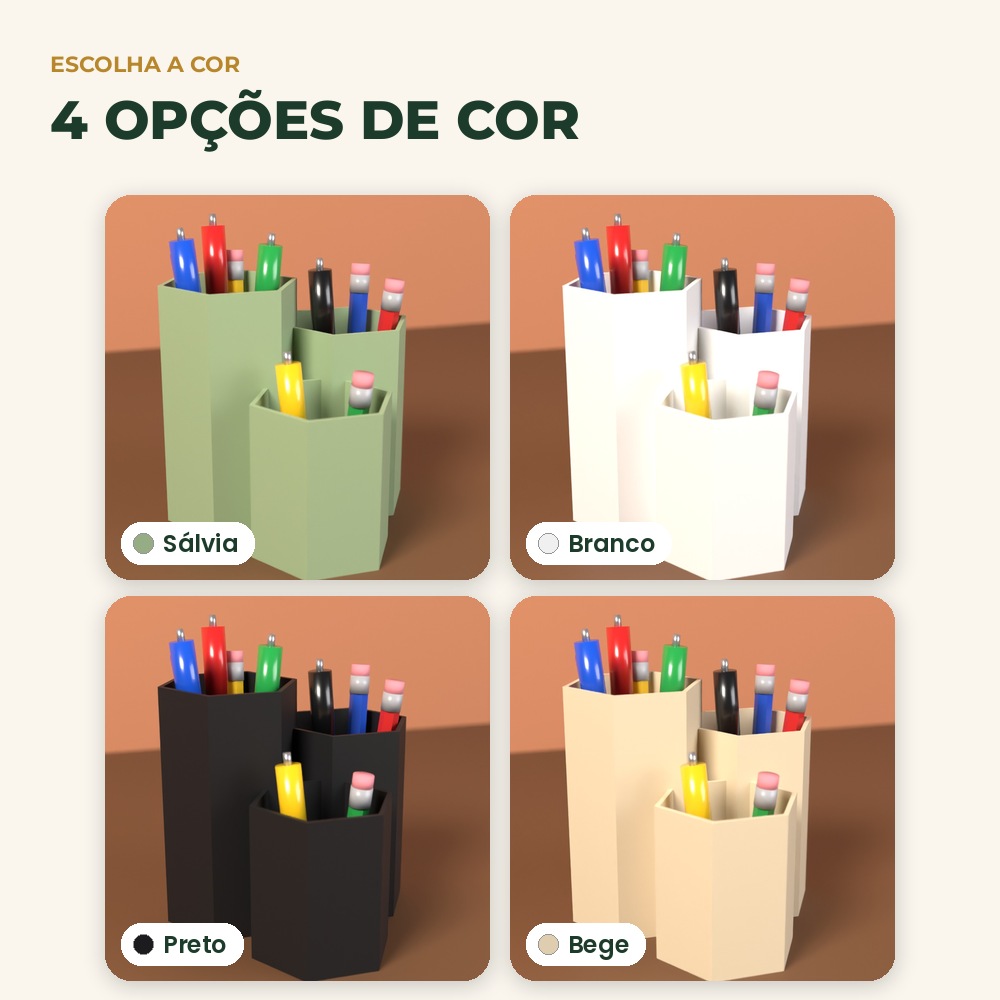 ESCOLHA A COR
4 OPÇÕES DE COR
Sálvia
Branco
Preto
Bege